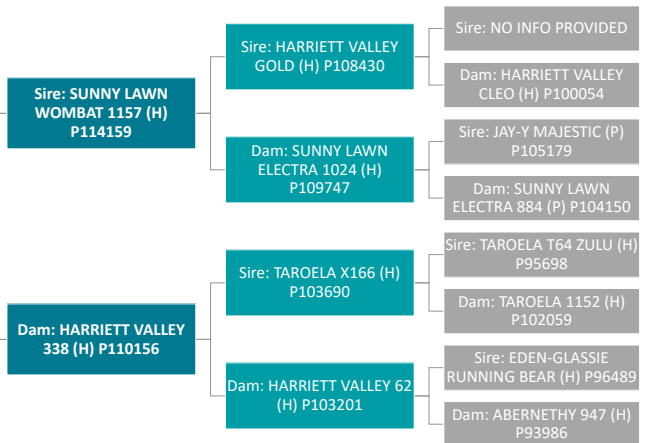 Sire: SUNNY LAWN
WOMBAT 1157 (H)
P114159
Dam: HARRIETT VALLEY
338 (H) P110156
Sire: HARRIETT VALLEY
GOLD (H) P108430
Dam: SUNNY LAWN
ELECTRA 1024 (H)
P109747
Sire: TAROELA X166 (H)
P103690
Dam: HARRIETT VALLEY 62
(H) P103201
Sire: NO INFO PROVIDED
Dam: HARRIETT VALLEY
CLEO (H) P100054
Sire: JAY-Y MAJESTIC (P)
P105179
Dam: SUNNY LAWN
ELECTRA 884 (P) P104150
Sire: TAROELA T64 ZULU (H)
P95698
Dam: TAROELA 1152 (H)
P102059
Sire: EDEN-GLASSIE
RUNNING BEAR (H) P96489
Dam: ABERNETHY 947 (H)
P93986